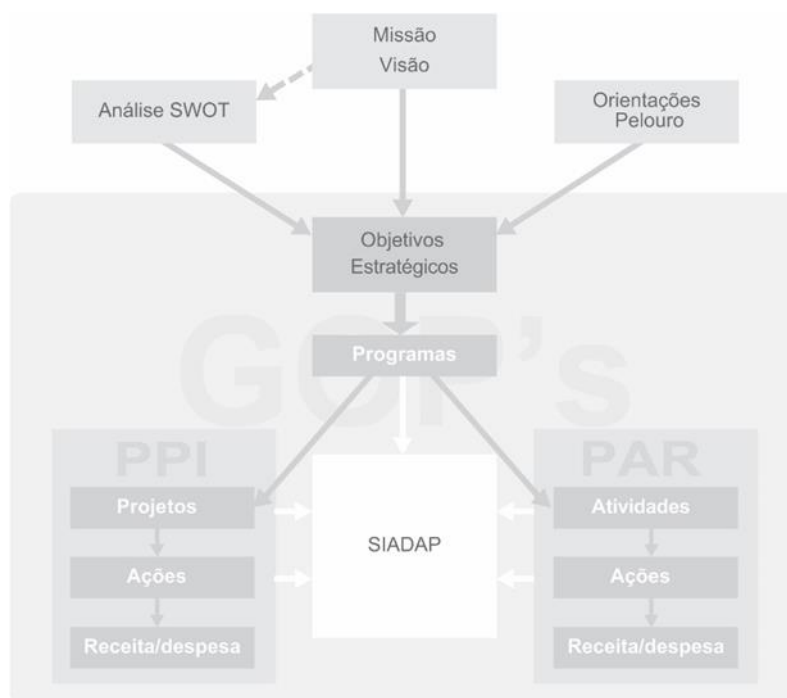 Missão
Visão
Análise SWOT
Orientações
Pelouro
Objetivos
Estratégicos
GOP's
Programas
PPI
PAR
Projetos
SIADAP
Atividades
Ações
Ações
Receita/despesa
Receita/despesa